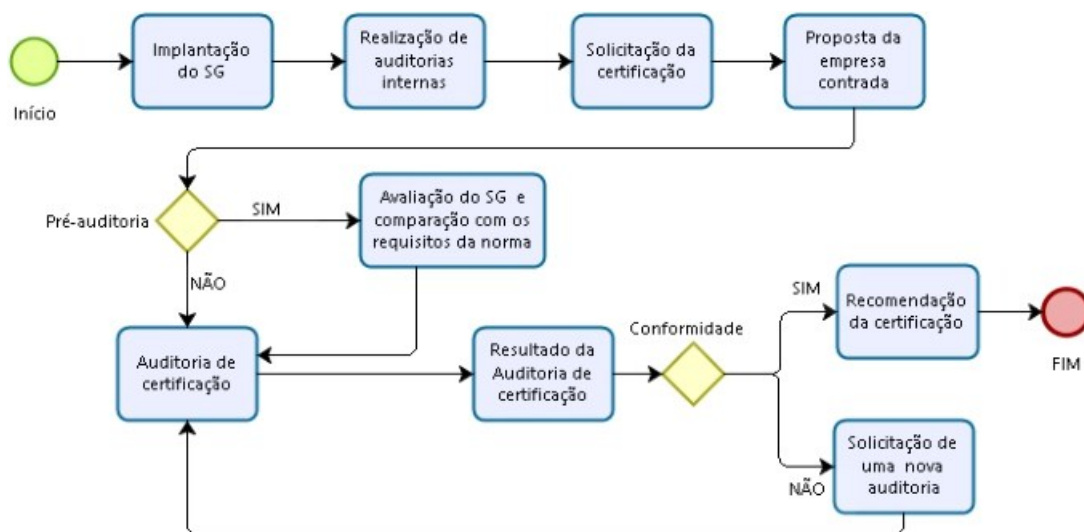 Início
Implantação
do SG
Realização de
auditorias
internas
Solicitação da
certificação
Proposta da
empresa
contrada
Pré-auditoria
SIM
NÃO
Avaliação do SG e
comparação com os
requisitos da norma
Auditoria de
certificação
Resultado da
Auditoria de
certificação
Conformidade
SIM
NÃO
Recomendação
da certificação
FIM
Solicitação de
uma nova
auditoria